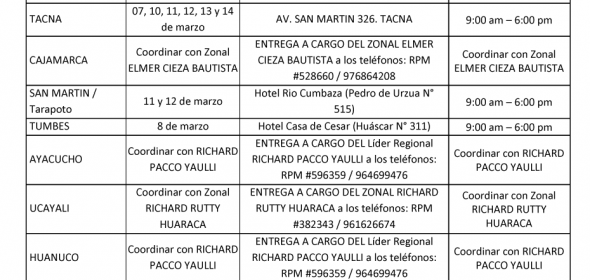 TACNA
07, 10, 11, 12, 13 y 14
de marzo
AV. SAN MARTIN 326. TACNA
9:00 am – 6:00 pm
CAJAMARCA
Coordinar con Zonal
ELMER CIEZA BAUTISTA
ENTREGA A CARGO DEL ZONAL ELMER
CIEZA BAUTISTA a los teléfonos: RPM
#528660 / 976864208
Coordinar con Zonal
ELMER CIEZA BAUTISTA
SAN MARTIN /
Tarapoto
11 y 12 de marzo
Hotel Rio Cumbaza (Pedro de Urzua N°
515)
9:00 am – 6:00 pm
TUMBES
8 de marzo
Hotel Casa de Cesar (Huáscar N° 311)
9:00 am – 6:00 pm
AYACUCHO
Coordinar con RICHARD
PACCO YAULLI
ENTREGA A CARGO DEL Líder Regional
RICHARD PACCO YAULLI a los teléfonos:
RPM #596359 / 964699476
Coordinar con RICHARD
PACCO YAULLI
UCAYALI
Coordinar con Zonal
RICHARD RUTTY
HUARACA
ENTREGA A CARGO DEL ZONAL RICHARD
RUTTY HUARACA a los teléfonos: RPM
#382343 / 961626674
Coordinar con Zonal
RICHARD RUTTY
HUARACA
HUANUCO
Coordinar con RICHARD
PACCO YAULLI
ENTREGA A CARGO DEL Líder Regional
RICHARD PACCO YAULLI a los teléfonos:
RPM #596359 / 964699476
Coordinar con RICHARD
PACCO YAULLI